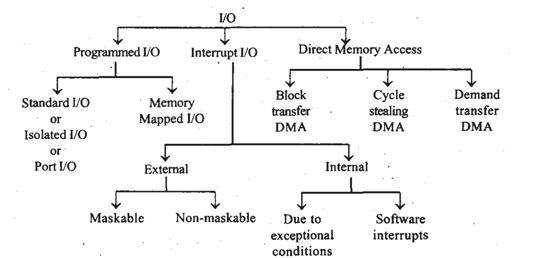 I/O
Programmed I/O
Interrupt I/O
Direct Memory Access
Standard I/O
or
Isolated I/O
or
Port I/O
Memory
Mapped I/O
Block
transfer
DMA
Cycle
stealing
DMA
Demand
transfer
DMA
External
Internal
Maskable
Non-maskable
Due to
exceptional
conditions
Software
interrupts